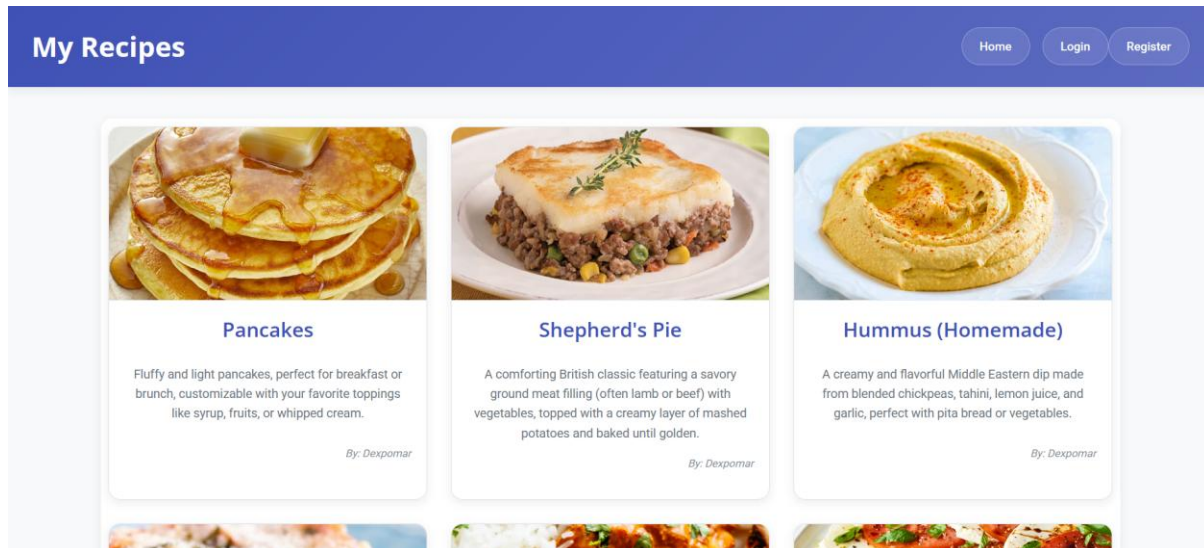 My Recipes
Home
Login
Register
Pancakes
Fluffy and light pancakes, perfect for breakfast or
brunch, customizable with your favorite toppings
like syrup, fruits, or whipped cream.
By: Dexpomar
Shepherd's Pie
A comforting British classic featuring a savory
ground meat filling (often lamb or beef) with
vegetables, topped with a creamy layer of mashed
potatoes and baked until golden.
By: Dexpomar
Hummus (Homemade)
A creamy and flavorful Middle Eastern dip made
from blended chickpeas, tahini, lemon juice, and
garlic, perfect with pita bread or vegetables.
By: Dexpomar